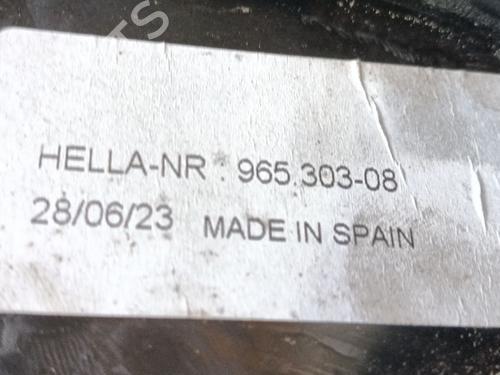 HELLA-NR : 965.303-08
28/06/23 MADE IN SPAIN